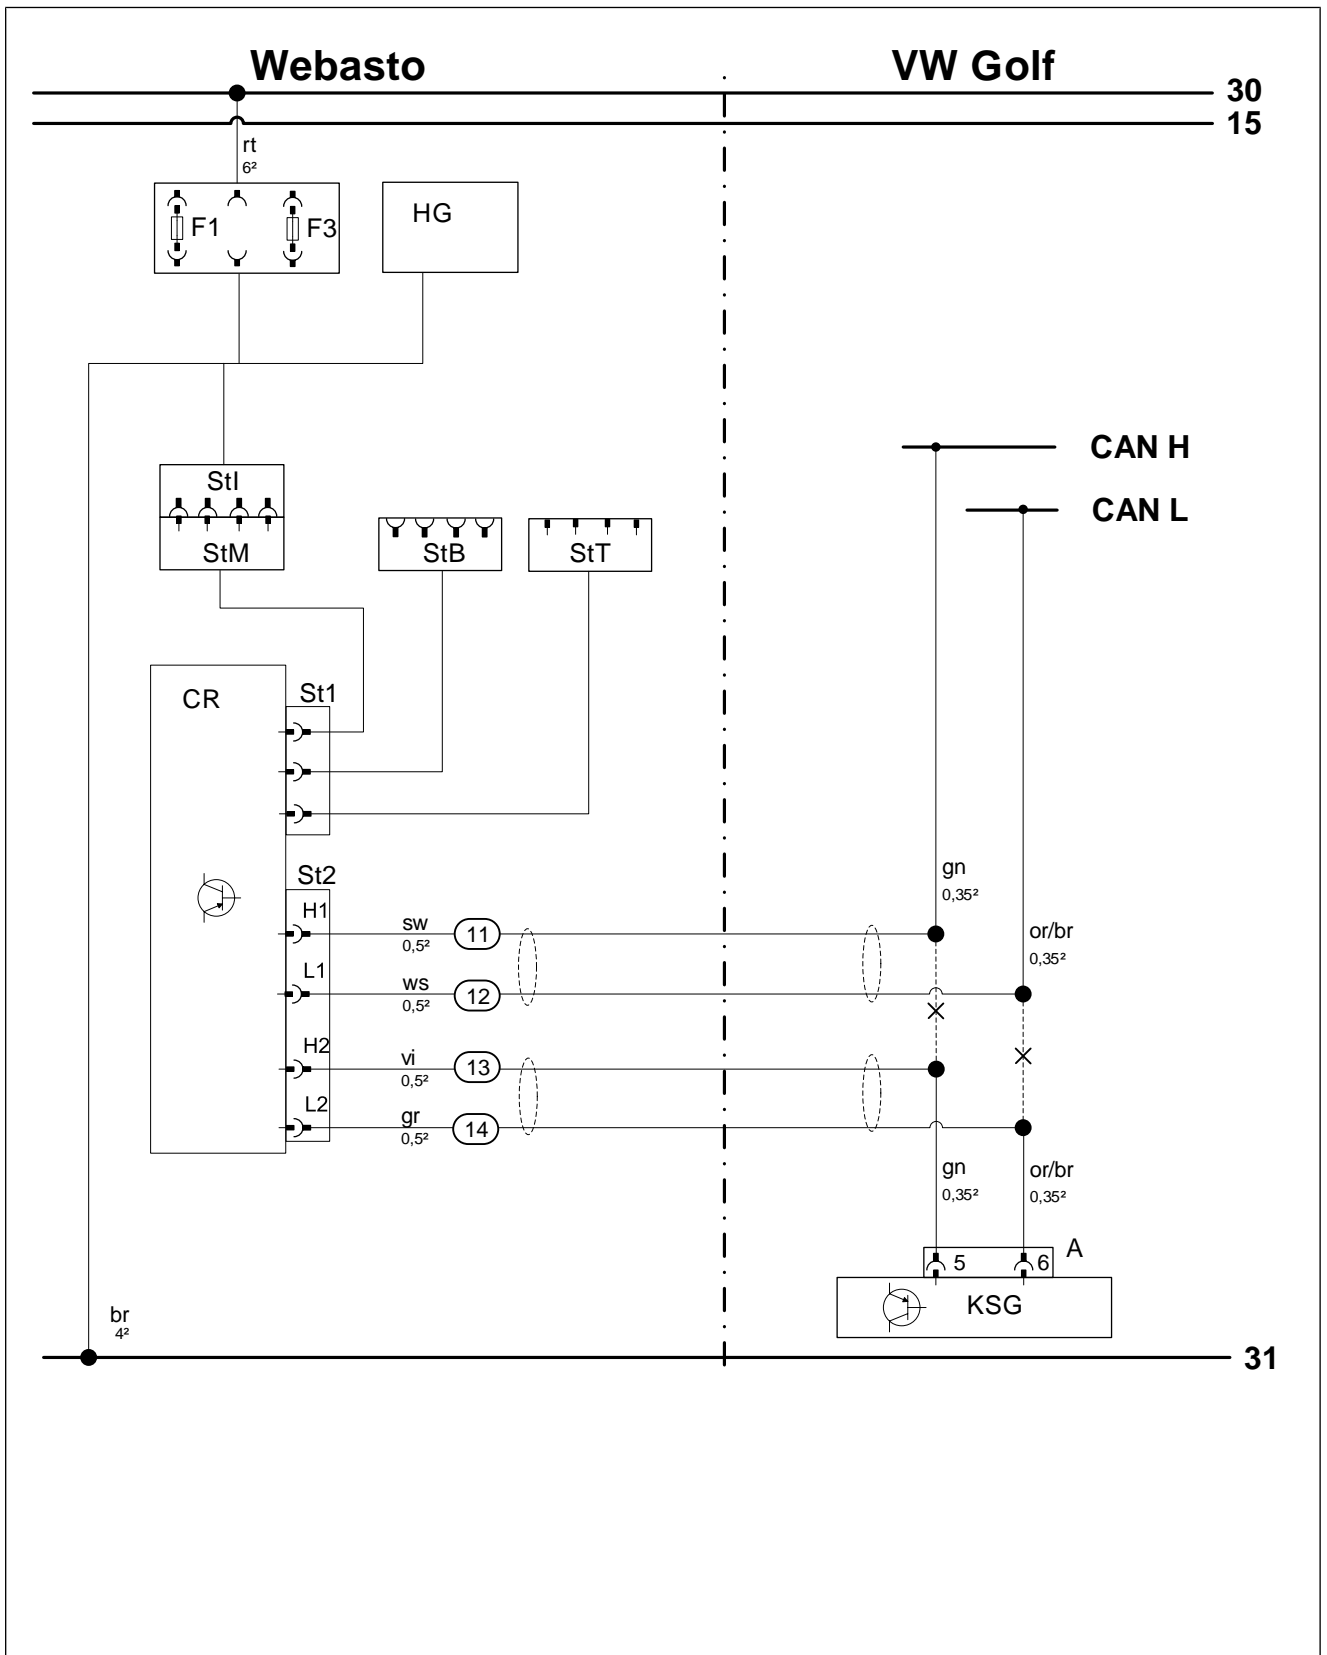 Webasto
VW Golf
30
15
rt
6²
F1
F3
HG
CAN H
CAN L
StI
StM
StB
StT
CR
St1
St2
H1
sw
0,5²
11
gn
0,35²
or/br
0,35²
L1
ws
0,5²
12
H2
vi
0,5²
13
L2
gr
0,5²
14
gn
0,35²
or/br
0,35²
A
5
6
KSG
br
4²
31